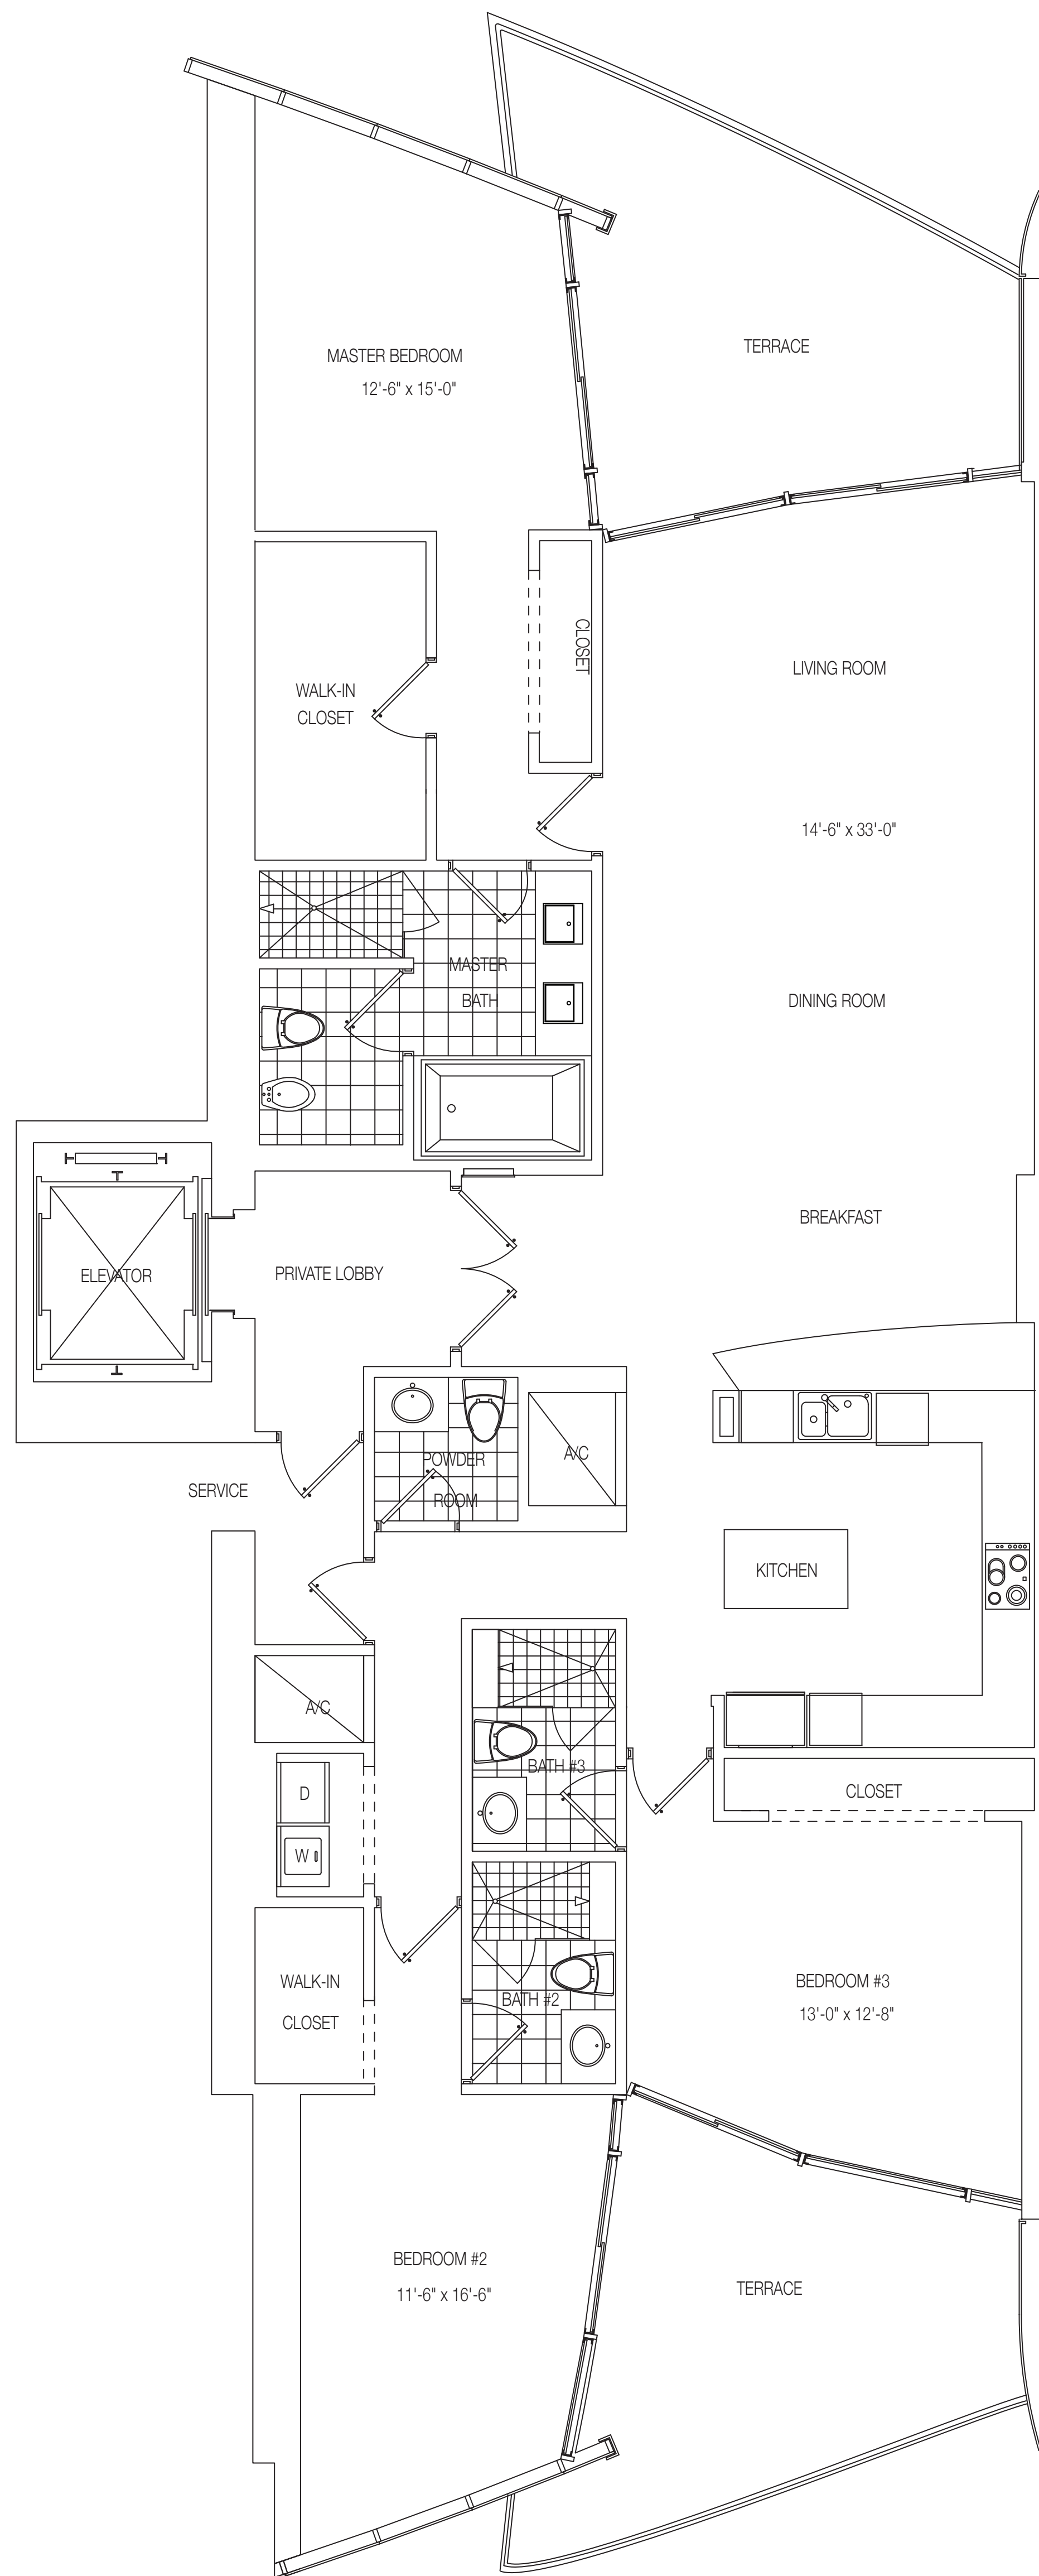 TERRACE
MASTER BEDROOM
12'-6" x 15'-0"
CLOSET
LIVING ROOM
WALK-IN
CLOSET
14'-6" x 33'-0"
MASTER
BATH
DINING ROOM
BREAKFAST
ELEVATOR
PRIVATE LOBBY
POWDER
ROOM
A/C
SERVICE
KITCHEN
A/C
BATH #3
D
CLOSET
W
WALK-IN
CLOSET
BATH #2
BEDROOM #3
13'-0" x 12'-8"
BEDROOM #2
11'-6" x 16'-6"
TERRACE